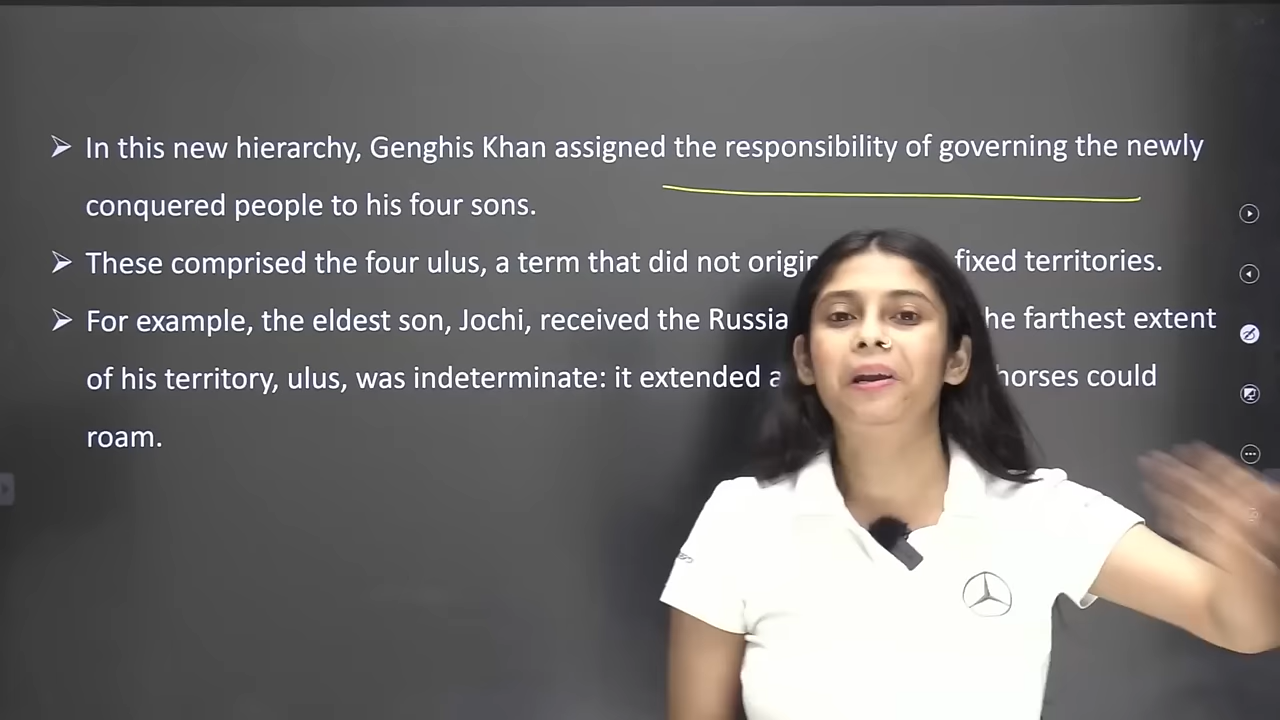 In this new hierarchy, Genghis Khan assigned the responsibility of governing the newly
conquered people to his four sons.
These comprised the four ulus, a term that did not fixed territories.
For example, the eldest son, Jochi, received the he farthest extent
of his territory, ulus, was indeterminate: it extended horses could
roam.